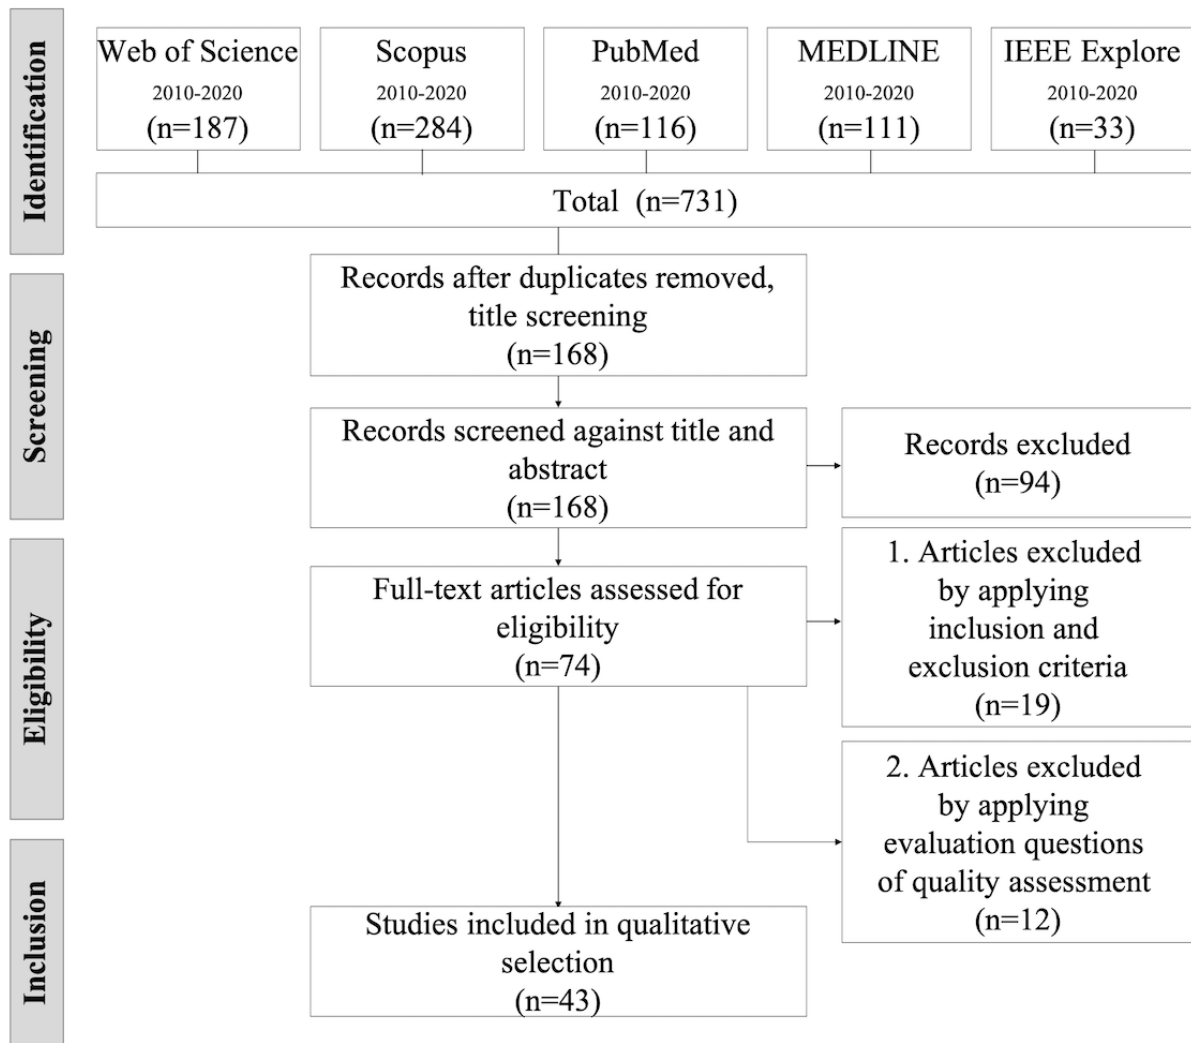 Identification
Web of Science
2010-2020
(n=187)
Scopus
2010-2020
(n=284)
PubMed
2010-2020
(n=116)
MEDLINE
2010-2020
(n=111)
IEEE Explore
2010-2020
(n=33)
Total (n=731)
Screening
Records after duplicates removed,
title screening
(n=168)
Records screened against title and
abstract
(n=168)
Records excluded
(n=94)
Eligibility
Full-text articles assessed for
eligibility
(n=74)
1. Articles excluded
by applying
inclusion and
exclusion criteria
(n=19)
2. Articles excluded
by applying
evaluation questions
of quality assessment
(n=12)
Inclusion
Studies included in qualitative
selection
(n=43)